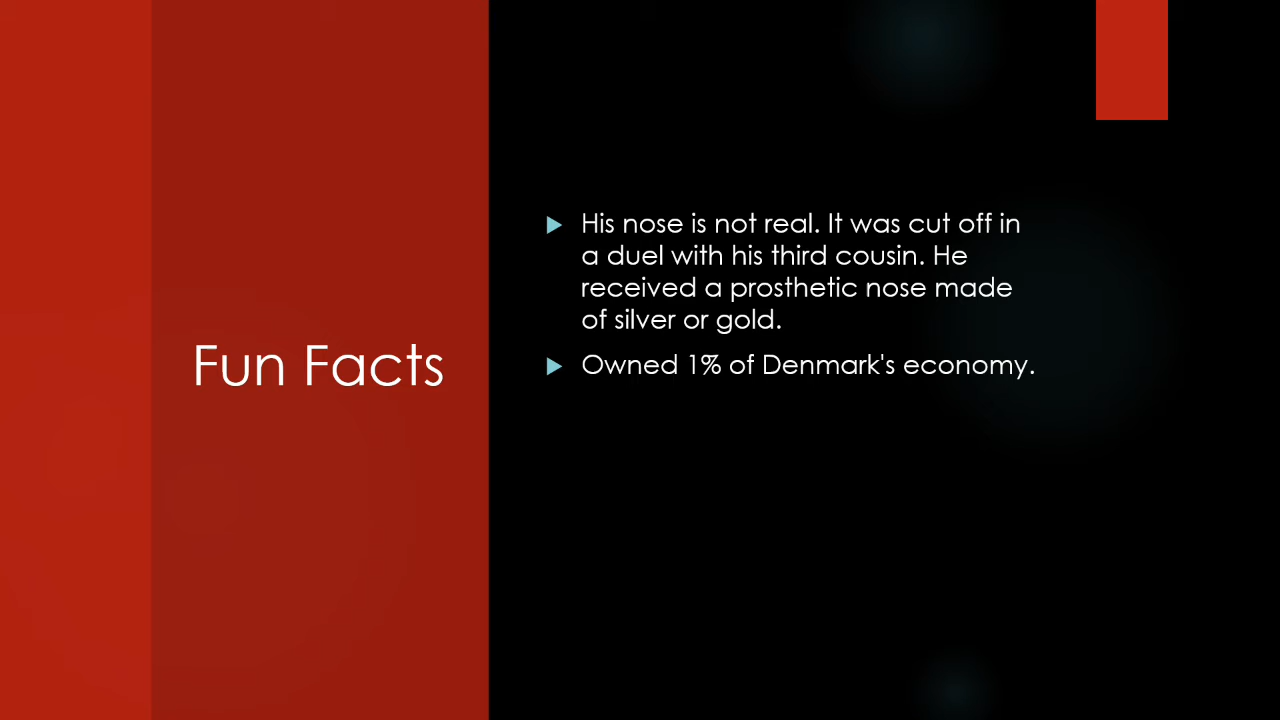 Fun Facts
His nose is not real. It was cut off in
a duel with his third cousin. He
received a prosthetic nose made
of silver or gold.
Owned 1% of Denmark's economy.